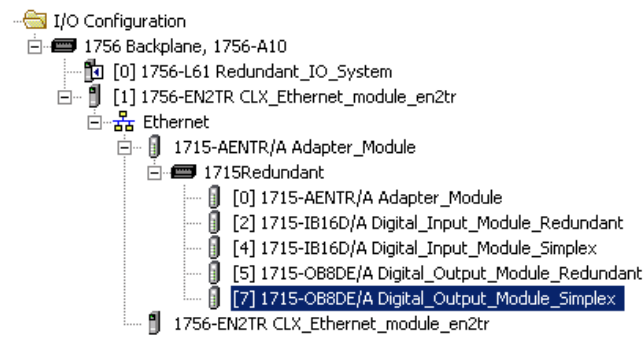 I/O Configuration
1756 Backplane, 1756-A10
[0] 1756-L61 Redundant_IO_System
[1] 1756-EN2TR CLX_Ethernet_module_en2tr
Ethernet
1715-AENTR/A Adapter_Module
1715Redundant
[0] 1715-AENTR/A Adapter_Module
[2] 1715-IB16D/A Digital_Input_Module_Redundant
[4] 1715-IB16D/A Digital_Input_Module_Simplex
[5] 1715-OB8DE/A Digital_Output_Module_Redundant
[7] 1715-OB8DE/A Digital_Output_Module_Simplex
1756-EN2TR CLX_Ethernet_module_en2tr